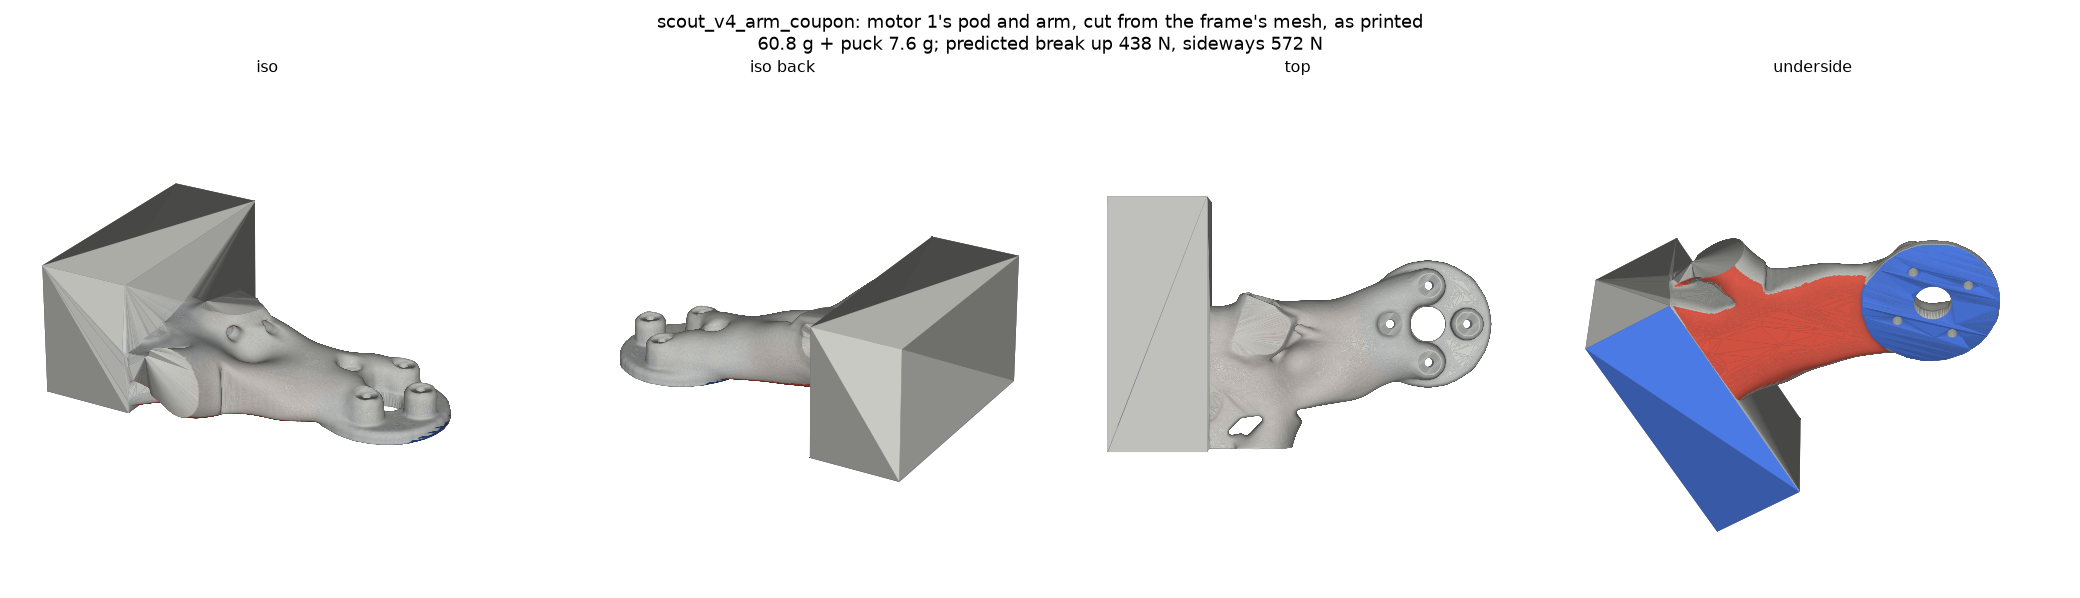 scout_v4_arm_coupon: motor 1's pod and arm, cut from the frame's mesh, as printed
60.8 g + puck 7.6 g; predicted break up 438 N, sideways 572 N
iso
iso back
top
underside